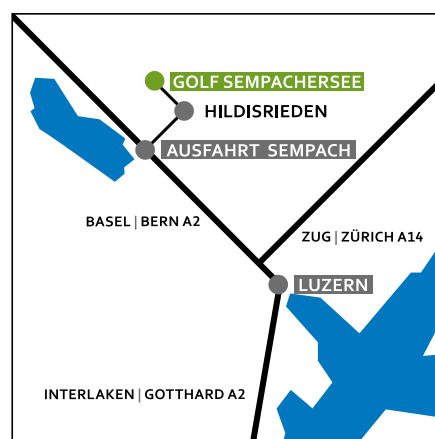 GOLF SEMPACHERSEE
HILDISRIEDEN
AUSFAHRT SEMPACH
BASEL | BERN A2
ZUG | ZÜRICH A14
LUZERN
INTERLAKEN | GOTTHARD A2